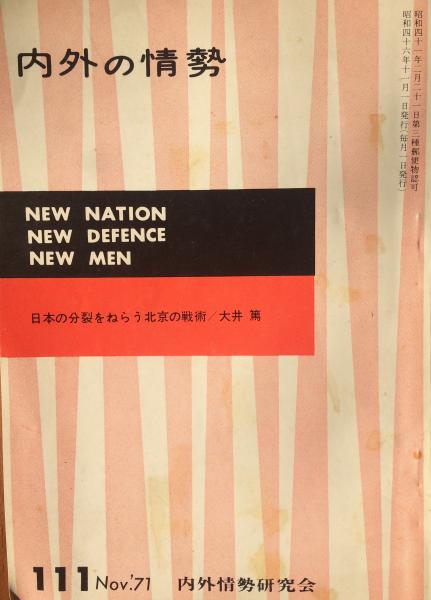 内外の情勢
昭和四十一年二月二十一日第三種郵便物認可
昭和四十六年十一月一日発行(毎月一日発行)
NEW NATION
NEW DEFENCE
NEW MEN
日本の分裂をねらう北京の戦術/大井 篤
111 Nov.'71 内外情勢研究会